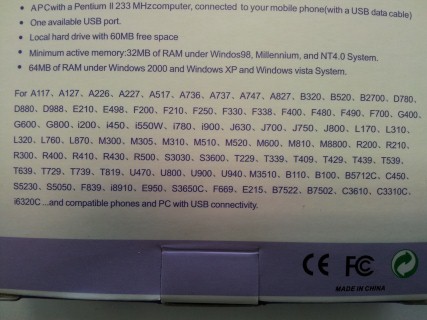 • A PC with a Pentium II 233 MHzcomputer, connected to your mobile phone(with a USB data cable)
• One available USB port.
• Local hard drive with 60MB free space
• Minimum active memory:32MB of RAM under Windos98, Millennium, and NT4.0 System.
• 64MB of RAM under Windows 2000 and Windows XP and Windows vista System.
For A117、A127、A226、A227、A517、A736、A737、A747、A827、B320、B520、B2700、D780、
D880、D988、E210、E498、F200、F210、F250、F330、F338、F400、F480、F490、F700、G400、
G600、G800、i200、i450、i550W、i780、i900、J630、J700、J750、J800、L170、L310、
L320、L760、L870、M300、M305、M310、M510、M520、M600、M810、M8800、R200、R210、
R300、R400、R410、R430、R500、S3030、S3600、T229、T339、T409、T429、T439、T539、
T639、T729、T739、T819、U470、U800、U900、U940、M3510、B110、B100、B5712C、C450、
S5230、S5050、F839、i8910、E950、S3650C、F669、E215、B7522、B7502、C3610、C3310C、
i6320C ...and compatible phones and PC with USB connectivity.
CE FC
MADE IN CHINA